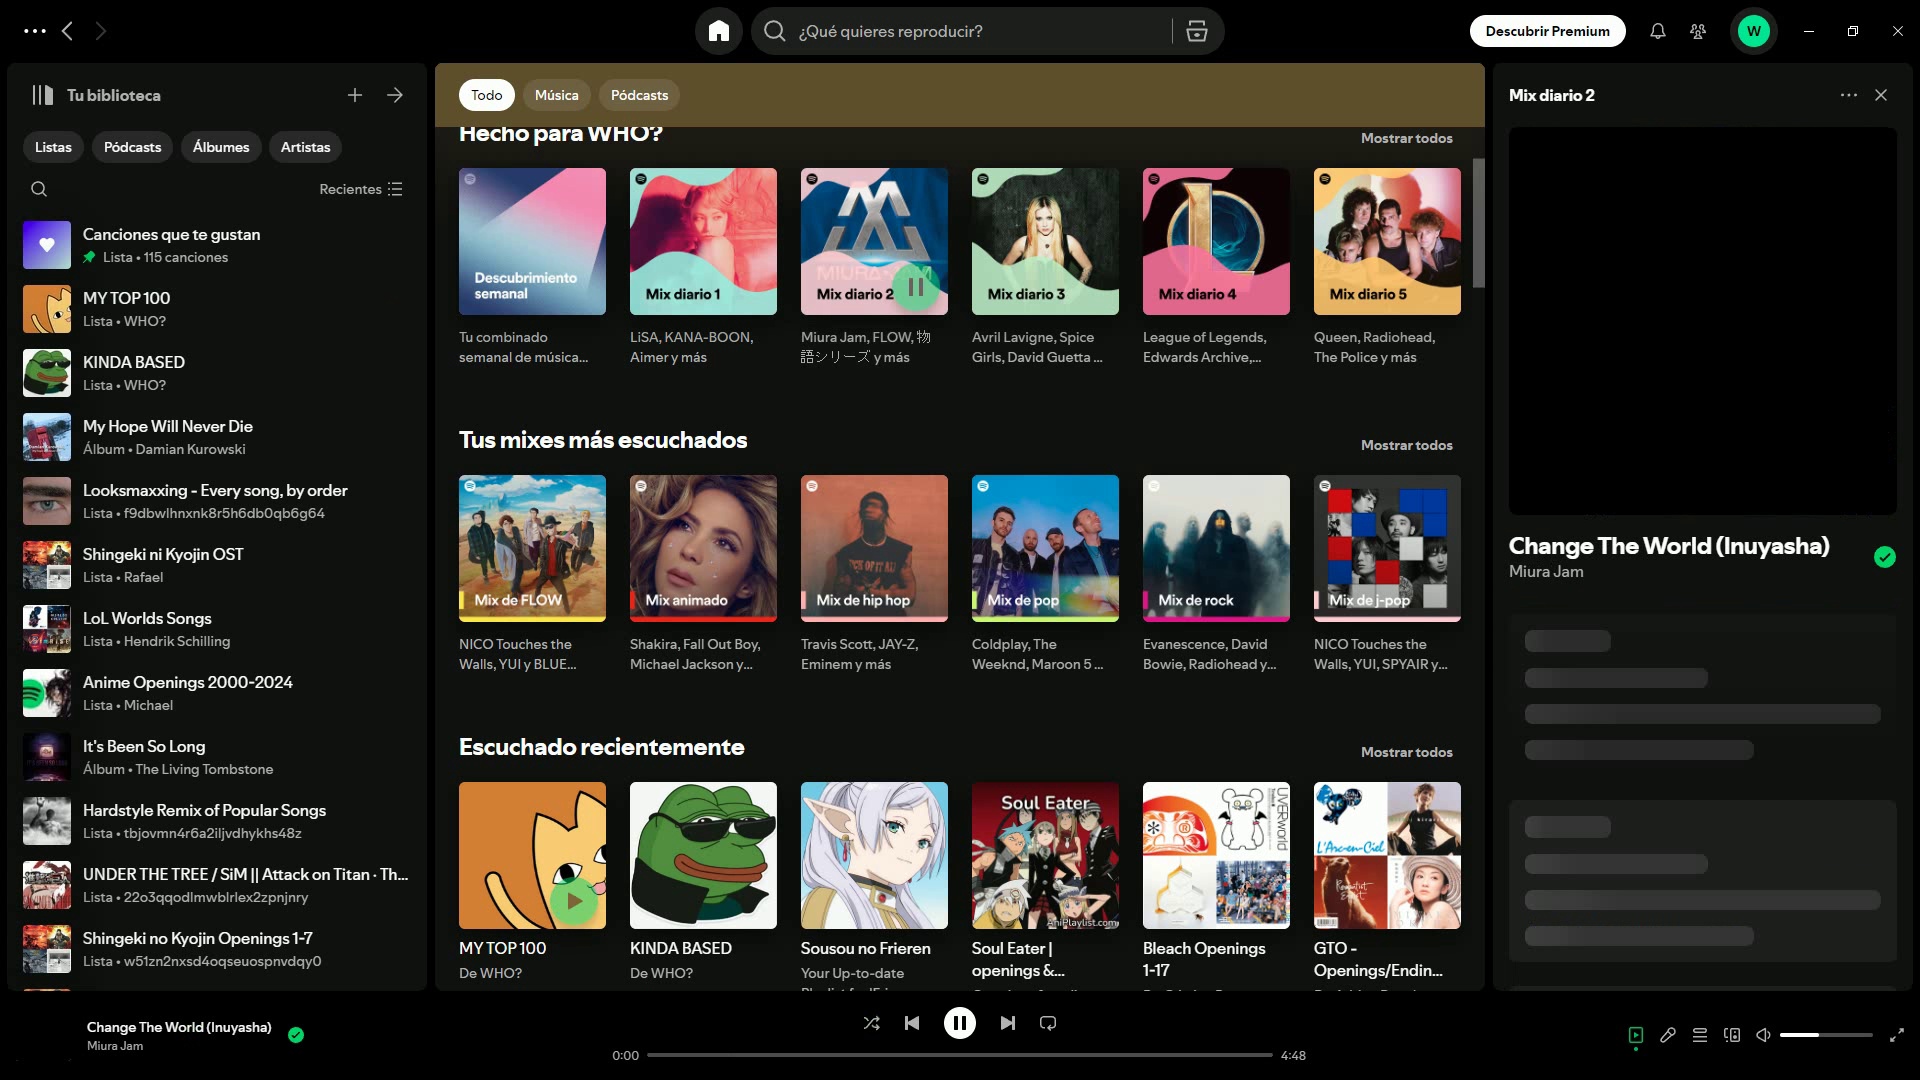 ¿Qué quieres reproducir?
Descubrir Premium
W
Tu biblioteca
Listas
Pódcasts
Álbumes
Artistas
Recientes
Canciones que te gustan
Lista • 115 canciones
MY TOP 100
Lista • WHO?
KINDA BASED
Lista • WHO?
My Hope Will Never Die
Álbum • Damian Kurowski
Looksmaxxing - Every song, by order
Lista • f9dbwlhnxnk8r5h6db0qb6g64
Shingeki ni Kyojin OST
Lista • Rafael
LoL Worlds Songs
Lista • Hendrik Schilling
Anime Openings 2000-2024
Lista • Michael
It's Been So Long
Álbum • The Living Tombstone
Hardstyle Remix of Popular Songs
Lista • tbjovmn4r6a2iljvdhykhs48z
UNDER THE TREE / SiM || Attack on Titan · Th...
Lista • 22o3qqodlmwblrlex2zpnjnry
Shingeki no Kyojin Openings 1-7
Lista • w51zn2nxsd4oqseuospnvdqy0
Todo
Música
Pódcasts
Hecho para WHO?
Mostrar todos
Descubrimiento
semanal
Mix diario 1
MIURA JAM
Mix diario 2
Mix diario 3
Mix diario 4
Mix diario 5
Tu combinado
semanal de música...
LiSA, KANA-BOON,
Aimer y más
Miura Jam, FLOW, 物
語シリーズ y más
Avril Lavigne, Spice
Girls, David Guetta ...
League of Legends,
Edwards Archive,...
Queen, Radiohead,
The Police y más
Tus mixes más escuchados
Mostrar todos
Mix de FLOW
Mix animado
Mix de hip hop
Mix de pop
Mix de rock
Mix de j-pop
NICO Touches the
Walls, YUI y BLUE...
Shakira, Fall Out Boy,
Michael Jackson y...
Travis Scott, JAY-Z,
Eminem y más
Coldplay, The
Weeknd, Maroon 5 ...
Evanescence, David
Bowie, Radiohead y...
NICO Touches the
Walls, YUI, SPYAIR y...
Escuchado recientemente
Mostrar todos
Soul Eater
AniPlaylist.com
UVERworld
L'Arc~en~Ciel
MY TOP 100
De WHO?
KINDA BASED
De WHO?
Sousou no Frieren
Your Up-to-date
Soul Eater |
openings &...
Bleach Openings
1-17
GTO -
Openings/Endin...
Mix diario 2
Change The World (Inuyasha)
Miura Jam
Change The World (Inuyasha)
Miura Jam
0:00
4:48